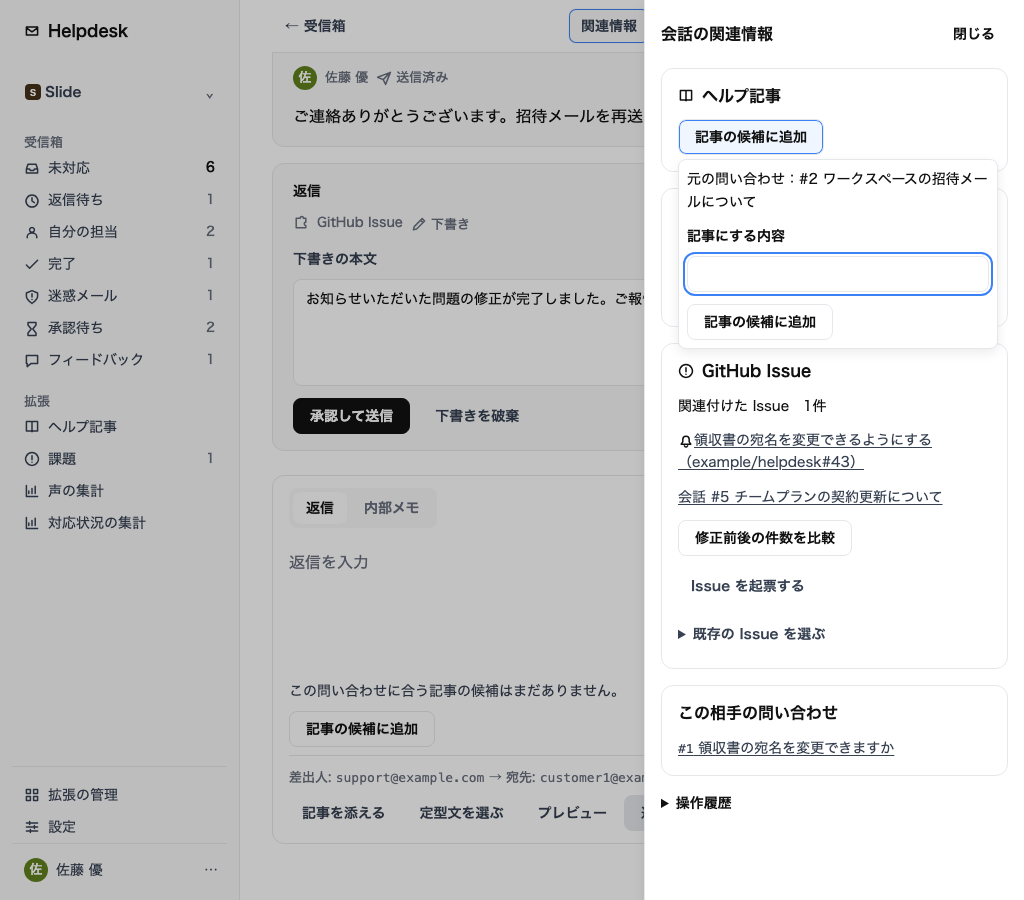 Helpdesk
S Slide
受信箱
未対応 6
返信待ち 1
自分の担当 2
完了 1
迷惑メール 1
承認待ち 2
フィードバック 1
拡張
ヘルプ記事
課題 1
声の集計
対応状況の集計
拡張の管理
設定
佐 佐藤 優 …
← 受信箱
関連情報
佐 佐藤 優 送信済み
ご連絡ありがとうございます。招待メールを再送
返信
GitHub Issue 下書き
下書きの本文
お知らせいただいた問題の修正が完了しました。ご報
承認して送信 下書きを破棄
返信 内部メモ
返信を入力
この問い合わせに合う記事の候補はまだありません。
記事の候補に追加
差出人: support@example.com → 宛先: customer1@exam
記事を添える 定型文を選ぶ プレビュー
会話の関連情報 閉じる
ヘルプ記事
記事の候補に追加
元の問い合わせ：#2 ワークスペースの招待メー
ルについて
記事にする内容
記事の候補に追加
GitHub Issue
関連付けた Issue 1件
領収書の宛名を変更できるようにする
（example/helpdesk#43）
会話 #5 チームプランの契約更新について
修正前後の件数を比較
Issue を起票する
▶ 既存の Issue を選ぶ
この相手の問い合わせ
#1 領収書の宛名を変更できますか
▶ 操作履歴